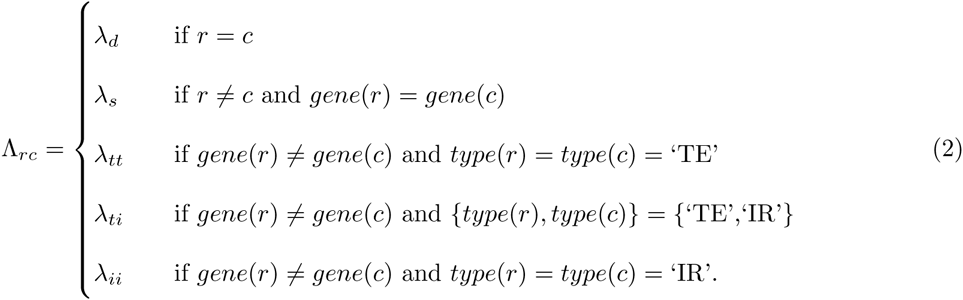 λ_d if r = c
λ_s if r ≠ c and gene(r) = gene(c)
Λ_rc = λ_tt if gene(r) ≠ gene(c) and type(r) = type(c) = ‘TE’ (2)
λ_ti if gene(r) ≠ gene(c) and {type(r), type(c)} = {‘TE’,‘IR’}
λ_ii if gene(r) ≠ gene(c) and type(r) = type(c) = ‘IR’.